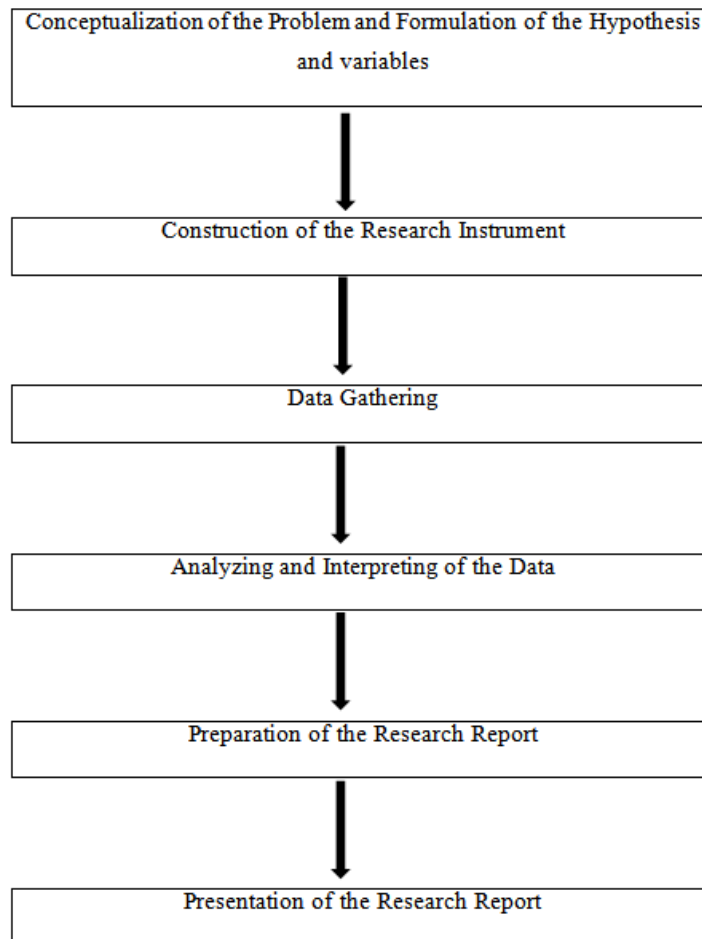 Conceptualization of the Problem and Formulation of the Hypothesis
and variables
Construction of the Research Instrument
Data Gathering
Analyzing and Interpreting of the Data
Preparation of the Research Report
Presentation of the Research Report